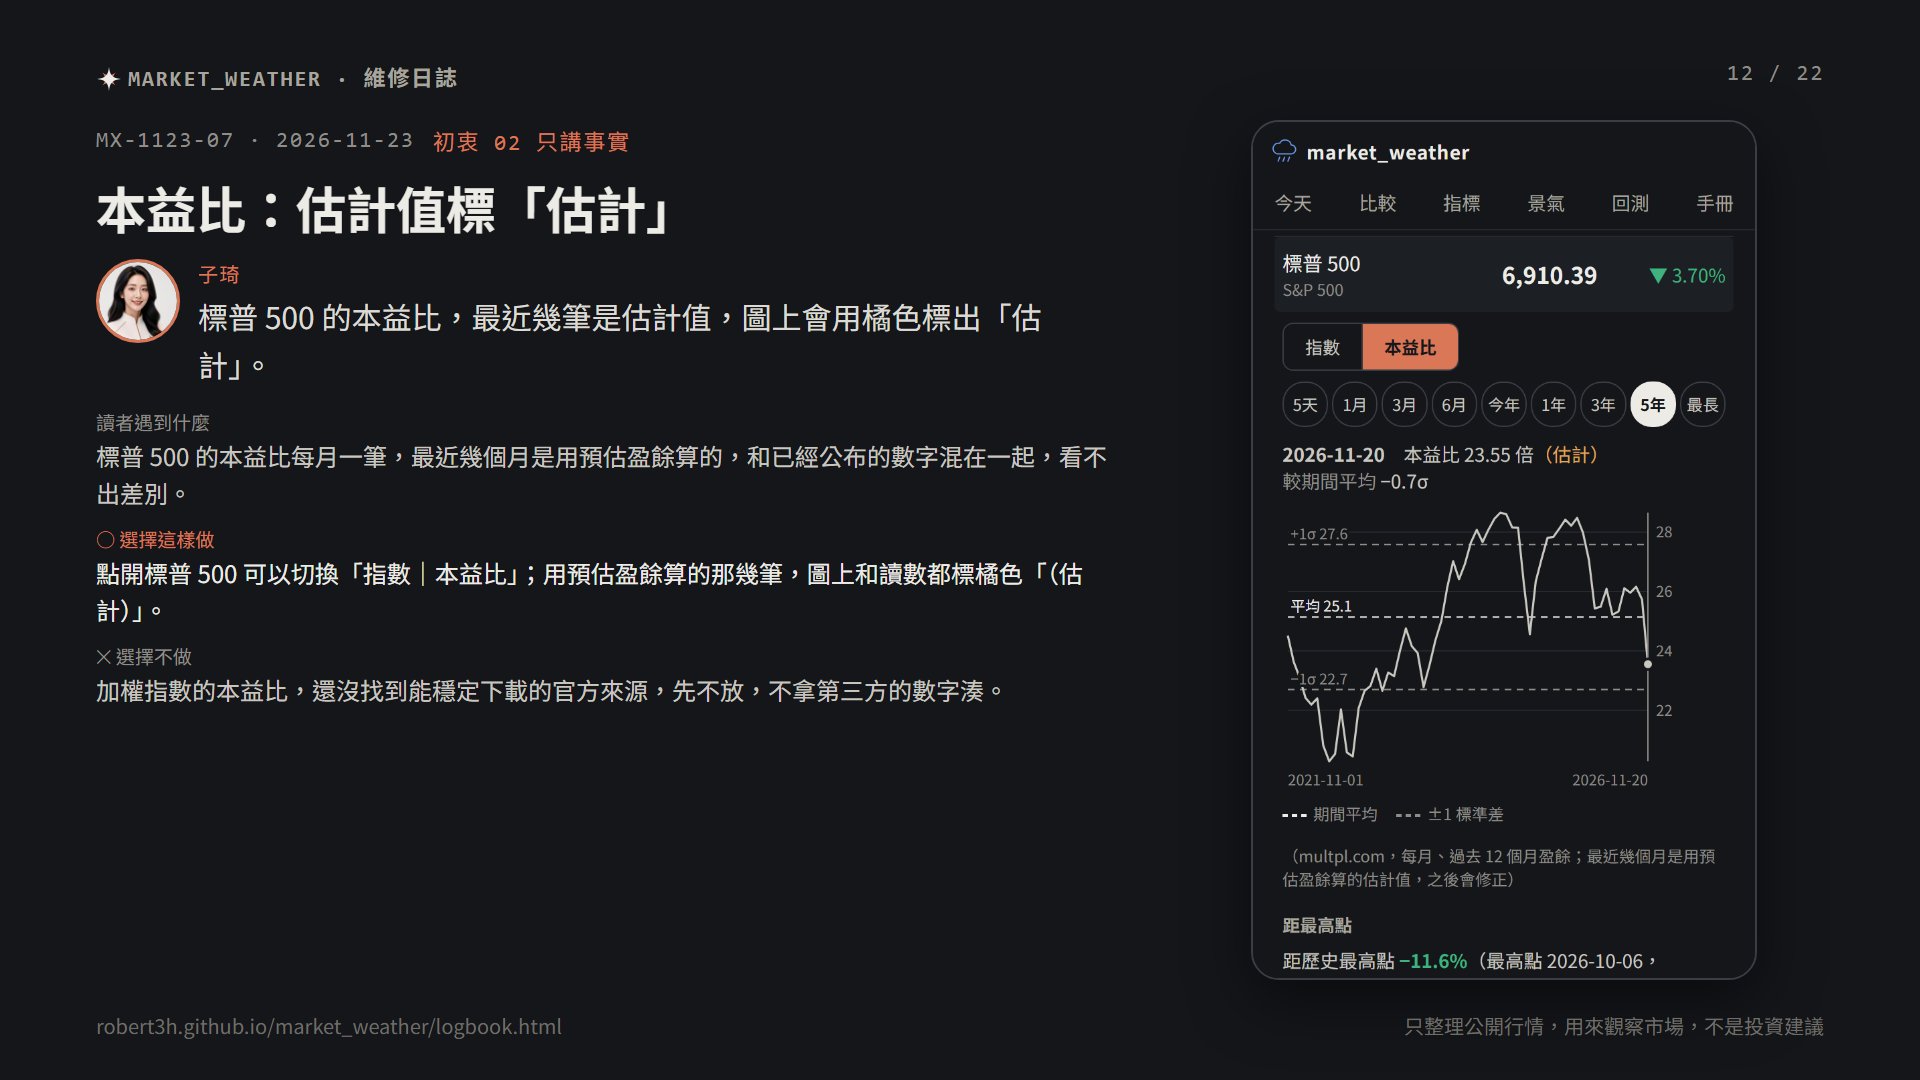 MARKET_WEATHER · 維修日誌
12 / 22
MX-1123-07 · 2026-11-23 初衷 02 只講事實
本益比：估計值標「估計」
子琦
標普 500 的本益比，最近幾筆是估計值，圖上會用橘色標出「估
計」。
讀者遇到什麼
標普 500 的本益比每月一筆，最近幾個月是用預估盈餘算的，和已經公布的數字混在一起，看不
出差別。
○ 選擇這樣做
點開標普 500 可以切換「指數｜本益比」；用預估盈餘算的那幾筆，圖上和讀數都標橘色「（估
計）」。
× 選擇不做
加權指數的本益比，還沒找到能穩定下載的官方來源，先不放，不拿第三方的數字湊。
market_weather
今天 比較 指標 景氣 回測 手冊
標普 500
S&P 500
6,910.39
▼ 3.70%
指數 本益比
5天 1月 3月 6月 今年 1年 3年 5年 最長
2026-11-20 本益比 23.55 倍（估計）
較期間平均 −0.7σ
+1σ 27.6
平均 25.1
−1σ 22.7
28
26
24
22
2021-11-01
2026-11-20
期間平均 ±1 標準差
（multpl.com，每月、過去 12 個月盈餘；最近幾個月是用預
估盈餘算的估計值，之後會修正）
距最高點
距歷史最高點 −11.6%（最高點 2026-10-06，
robert3h.github.io/market_weather/logbook.html
只整理公開行情，用來觀察市場，不是投資建議